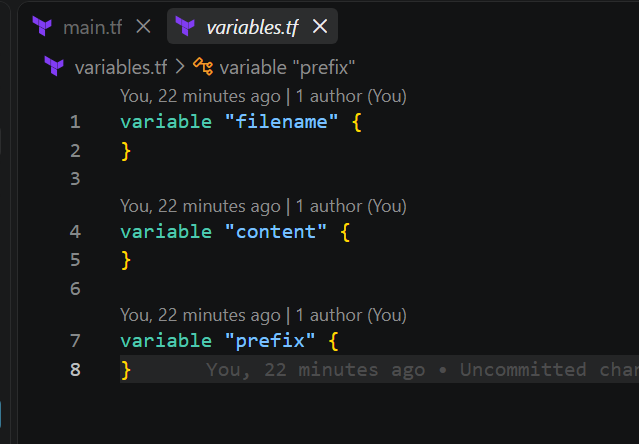 main.tf variables.tf
variables.tf > variable "prefix"
You, 22 minutes ago | 1 author (You)
1 variable "filename" {
2 }
3
You, 22 minutes ago | 1 author (You)
4 variable "content" {
5 }
6
You, 22 minutes ago | 1 author (You)
7 variable "prefix" {
8 } You, 22 minutes ago • Uncommitted